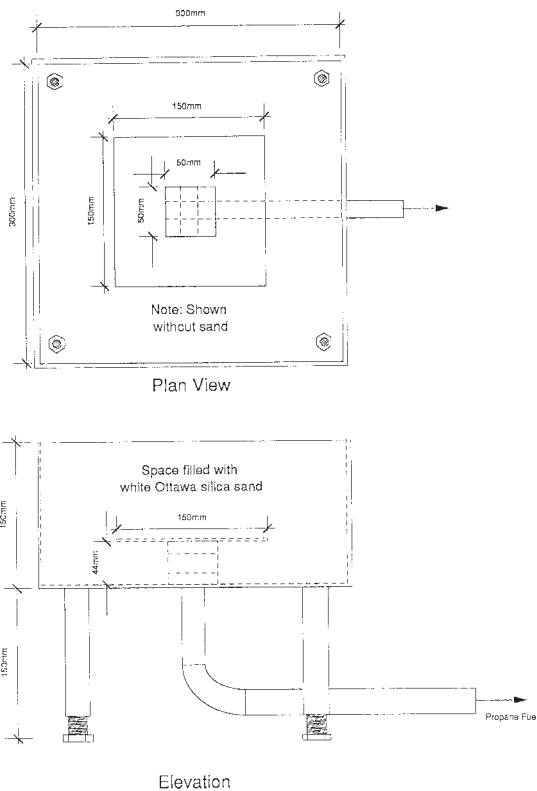 300mm
150mm
50mm
50mm
150mm
300mm
Note: Shown
without sand
Plan View
Space filled with
white Ottawa silica sand
150mm
44mm
150mm
150mm
Propane Fue
Elevation